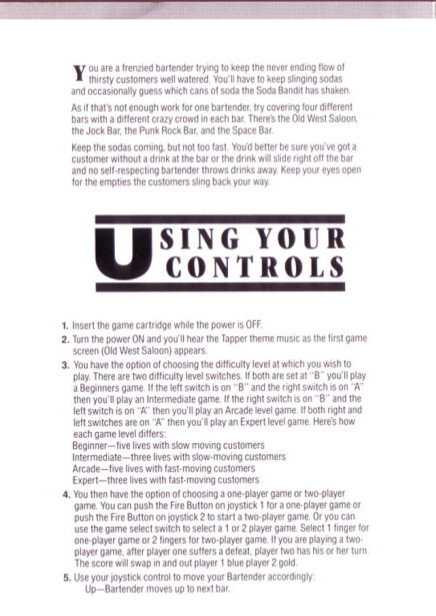 You are a frenzied bartender trying to keep the never ending flow of
thirsty customers well watered. You'll have to keep slinging sodas
and occasionally guess which cans of soda the Soda Bandit has shaken.
As if that's not enough work for one bartender, try covering four different
bars with a different crazy crowd in each bar. There's the Old West Saloon,
the Jock Bar, the Punk Rock Bar, and the Space Bar.
Keep the sodas coming, but not too fast. You'd better be sure you've got a
customer without a drink at the bar or the drink will slide right off the bar
and no self-respecting bartender throws drinks away. Keep your eyes open
for the empties the customers sling back your way.
USING YOUR
CONTROLS
1. Insert the game cartridge while the power is OFF.
2. Turn the power ON and you'll hear the Tapper theme music as the first game
screen (Old West Saloon) appears.
3. You have the option of choosing the difficulty level at which you wish to
play. There are two difficulty level switches. If both are set at "B" you'll play
a Beginners game. If the left switch is on "B" and the right switch is on "A"
then you'll play an Intermediate game. If the right switch is on "B" and the
left switch is on "A" then you'll play an Arcade level game. If both right and
left switches are on "A" then you'll play an Expert level game. Here's how
each game level differs:
Beginner—five lives with slow moving customers
Intermediate—three lives with slow-moving customers
Arcade—five lives with fast-moving customers
Expert—three lives with fast-moving customers
4. You then have the option of choosing a one-player game or two-player
game. You can push the Fire Button on joystick 1 for a one-player game or
push the Fire Button on joystick 2 to start a two-player game. Or you can
use the game select switch to select a 1 or 2 player game. Select 1 finger for
one-player game or 2 fingers for two-player game. If you are playing a two-
player game, after player one suffers a defeat, player two has his or her turn.
The score will swap in and out player 1 blue player 2 gold.
5. Use your joystick control to move your Bartender accordingly:
Up—Bartender moves up to next bar.